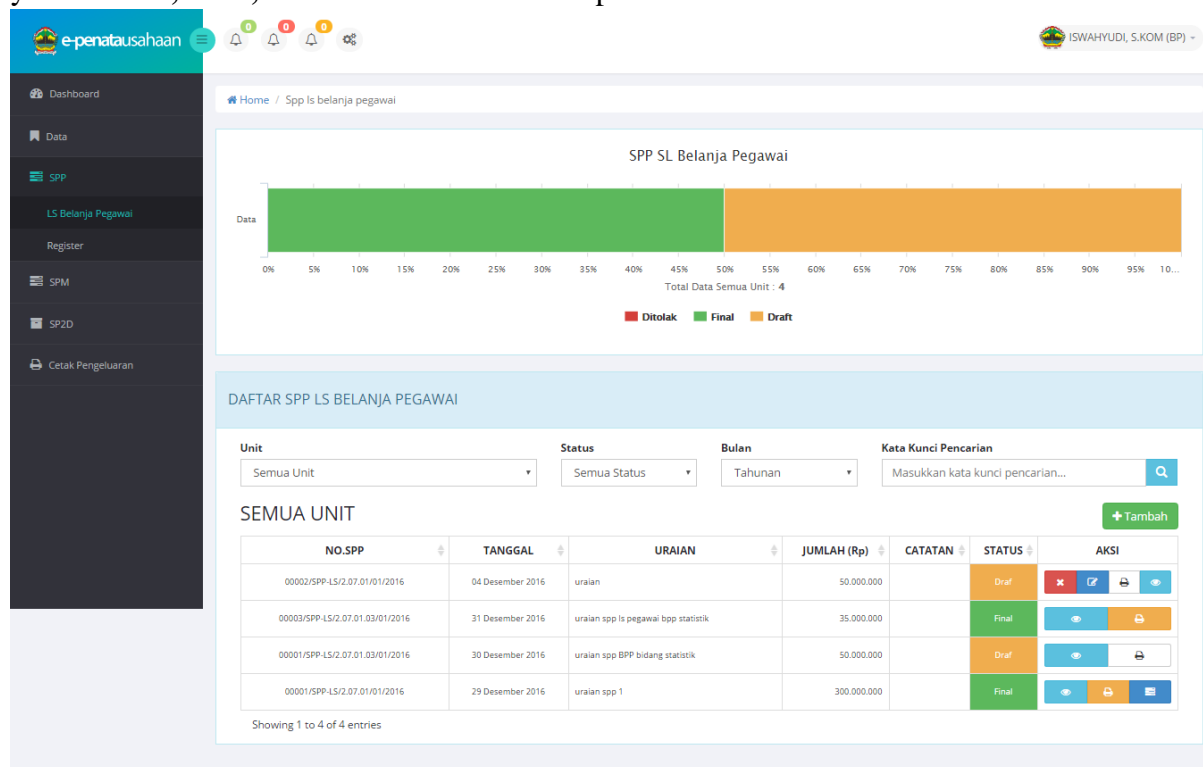 e-penatausahaan
0 0 0
ISWAHYUDI, S.KOM (BP)
Dashboard
Data
SPP
LS Belanja Pegawai
Register
SPM
SP2D
Cetak Pengeluaran
Home / Spp ls belanja pegawai
SPP SL Belanja Pegawai
Data
0% 5% 10% 15% 20% 25% 30% 35% 40% 45% 50% 55% 60% 65% 70% 75% 80% 85% 90% 95% 10...
Total Data Semua Unit : 4
Ditolak Final Draft
DAFTAR SPP LS BELANJA PEGAWAI
Unit Status Bulan Kata Kunci Pencarian
Semua Unit Semua Status Tahunan Masukkan kata kunci pencarian...
SEMUA UNIT
+ Tambah
NO.SPP TANGGAL URAIAN JUMLAH (Rp) CATATAN STATUS AKSI
00002/SPP-LS/2.07.01/01/2016 04 Desember 2016 uraian 50.000.000 Draf
00003/SPP-LS/2.07.01.03/01/2016 31 Desember 2016 uraian spp ls pegawai bpp statistik 35.000.000 Final
00001/SPP-LS/2.07.01.03/01/2016 30 Desember 2016 uraian spp BPP bidang statistik 50.000.000 Draf
00001/SPP-LS/2.07.01/01/2016 29 Desember 2016 uraian spp 1 300.000.000 Final
Showing 1 to 4 of 4 entries